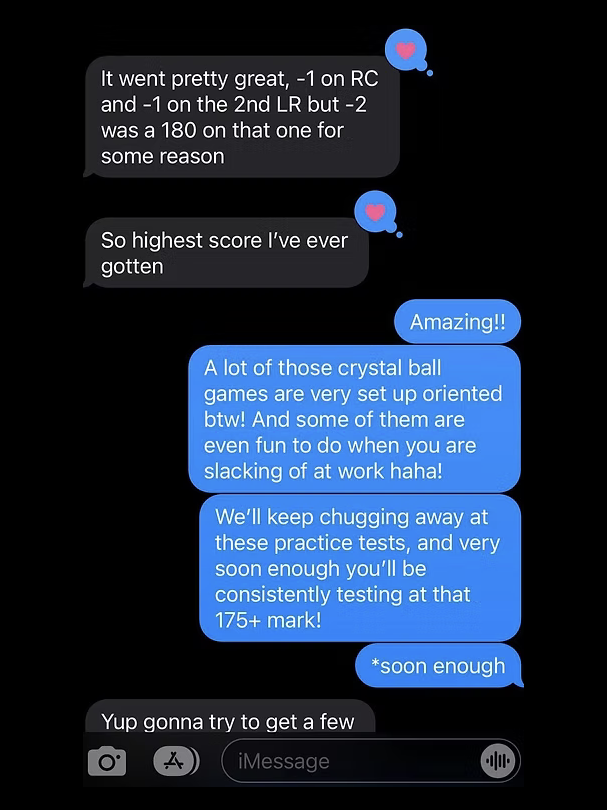 It went pretty great, -1 on RC
and -1 on the 2nd LR but -2
was a 180 on that one for
some reason
So highest score I've ever
gotten
Amazing!!
A lot of those crystal ball
games are very set up oriented
btw! And some of them are
even fun to do when you are
slacking of at work haha!
We'll keep chugging away at
these practice tests, and very
soon enough you'll be
consistently testing at that
175+ mark!
*soon enough
Yup gonna try to get a few
iMessage